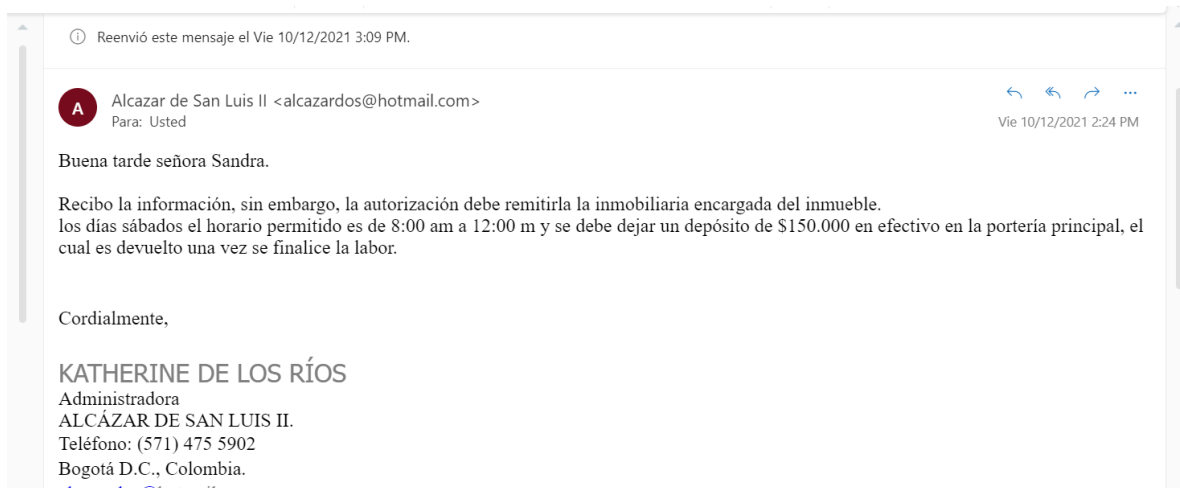 Reenvió este mensaje el Vie 10/12/2021 3:09 PM.
A
Alcazar de San Luis II <alcazardos@hotmail.com>
Para: Usted
Vie 10/12/2021 2:24 PM
Buena tarde señora Sandra.
Recibo la información, sin embargo, la autorización debe remitirla la inmobiliaria encargada del inmueble.
los días sábados el horario permitido es de 8:00 am a 12:00 m y se debe dejar un depósito de $150.000 en efectivo en la portería principal, el
cual es devuelto una vez se finalice la labor.
Cordialmente,
KATHERINE DE LOS RÍOS
Administradora
ALCÁZAR DE SAN LUIS II.
Teléfono: (571) 475 5902
Bogotá D.C., Colombia.